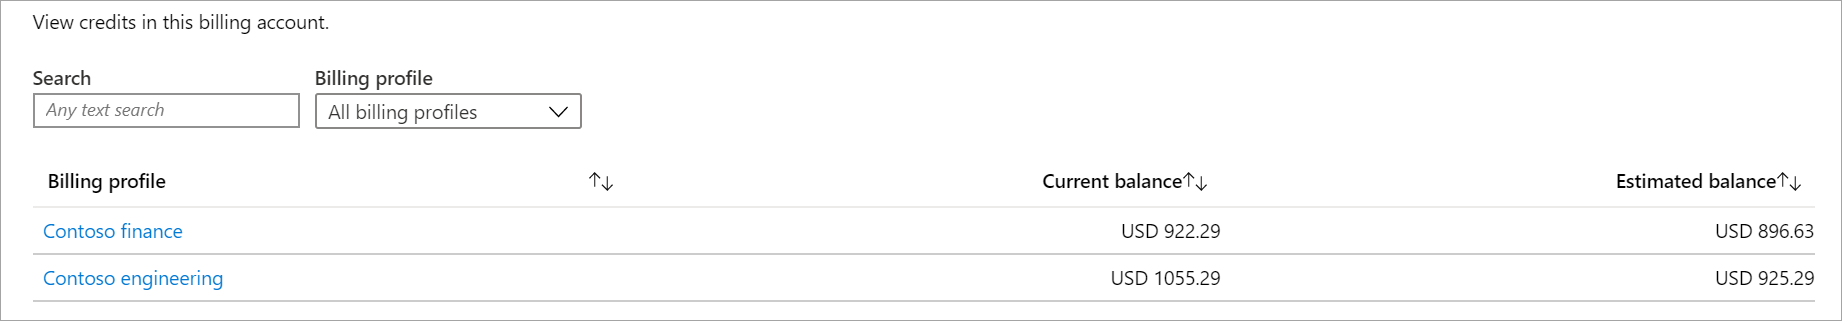 View credits in this billing account.
Search Billing profile
Any text search All billing profiles
Billing profile Current balance Estimated balance
Contoso finance USD 922.29 USD 896.63
Contoso engineering USD 1055.29 USD 925.29